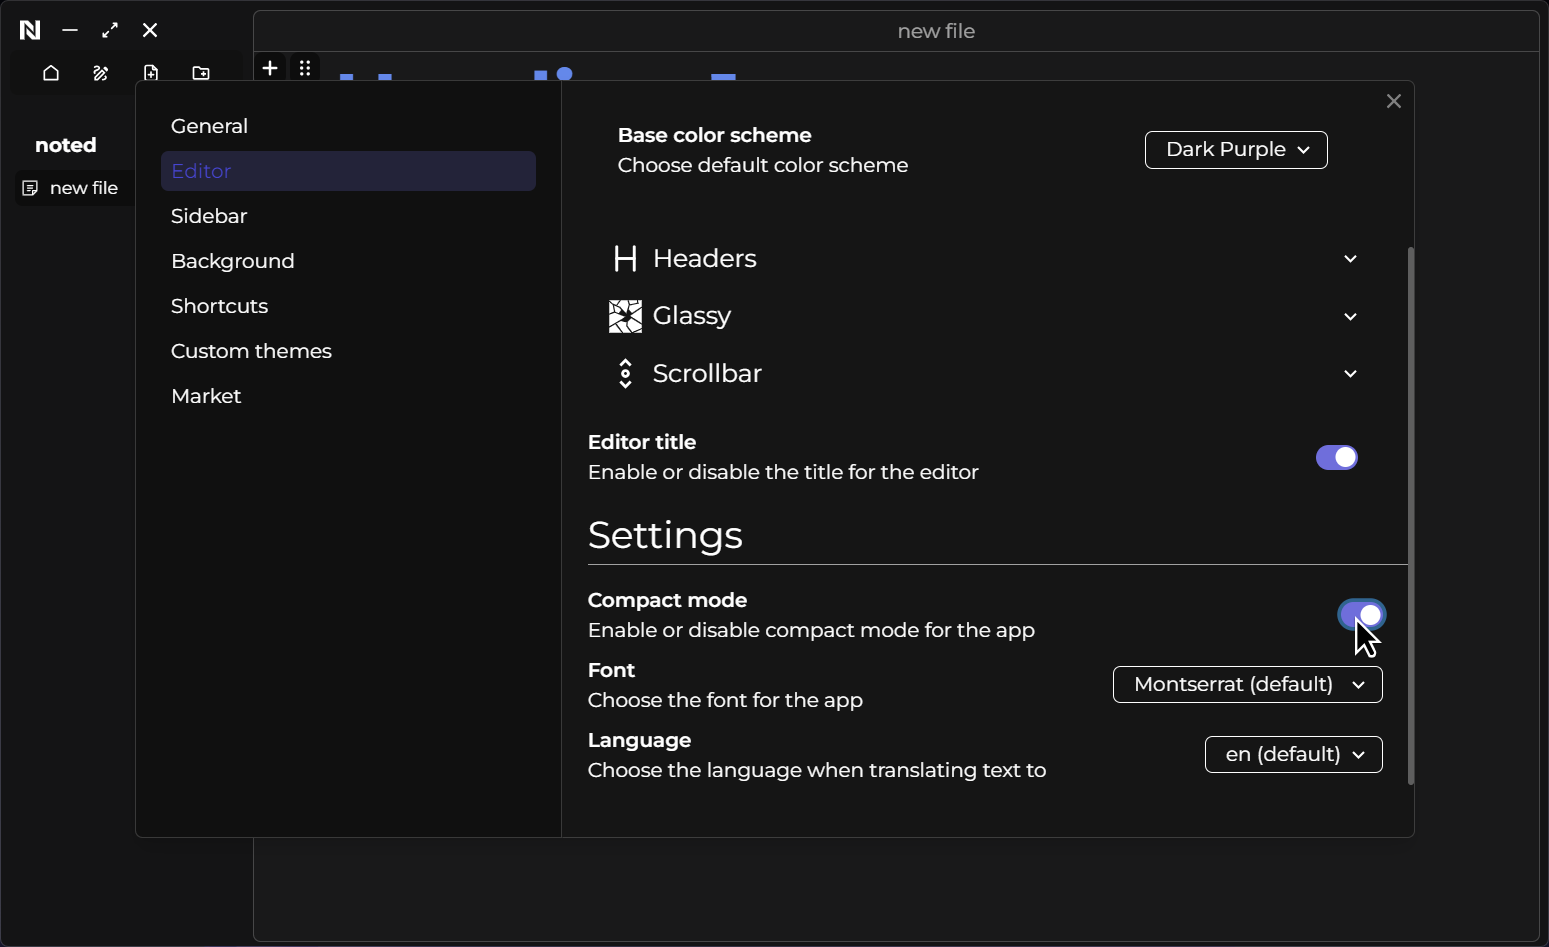 new file
noted
new file
General
Editor
Sidebar
Background
Shortcuts
Custom themes
Market
Base color scheme
Choose default color scheme
Dark Purple
Headers
Glassy
Scrollbar
Editor title
Enable or disable the title for the editor
Settings
Compact mode
Enable or disable compact mode for the app
Font
Choose the font for the app
Montserrat (default)
Language
Choose the language when translating text to
en (default)